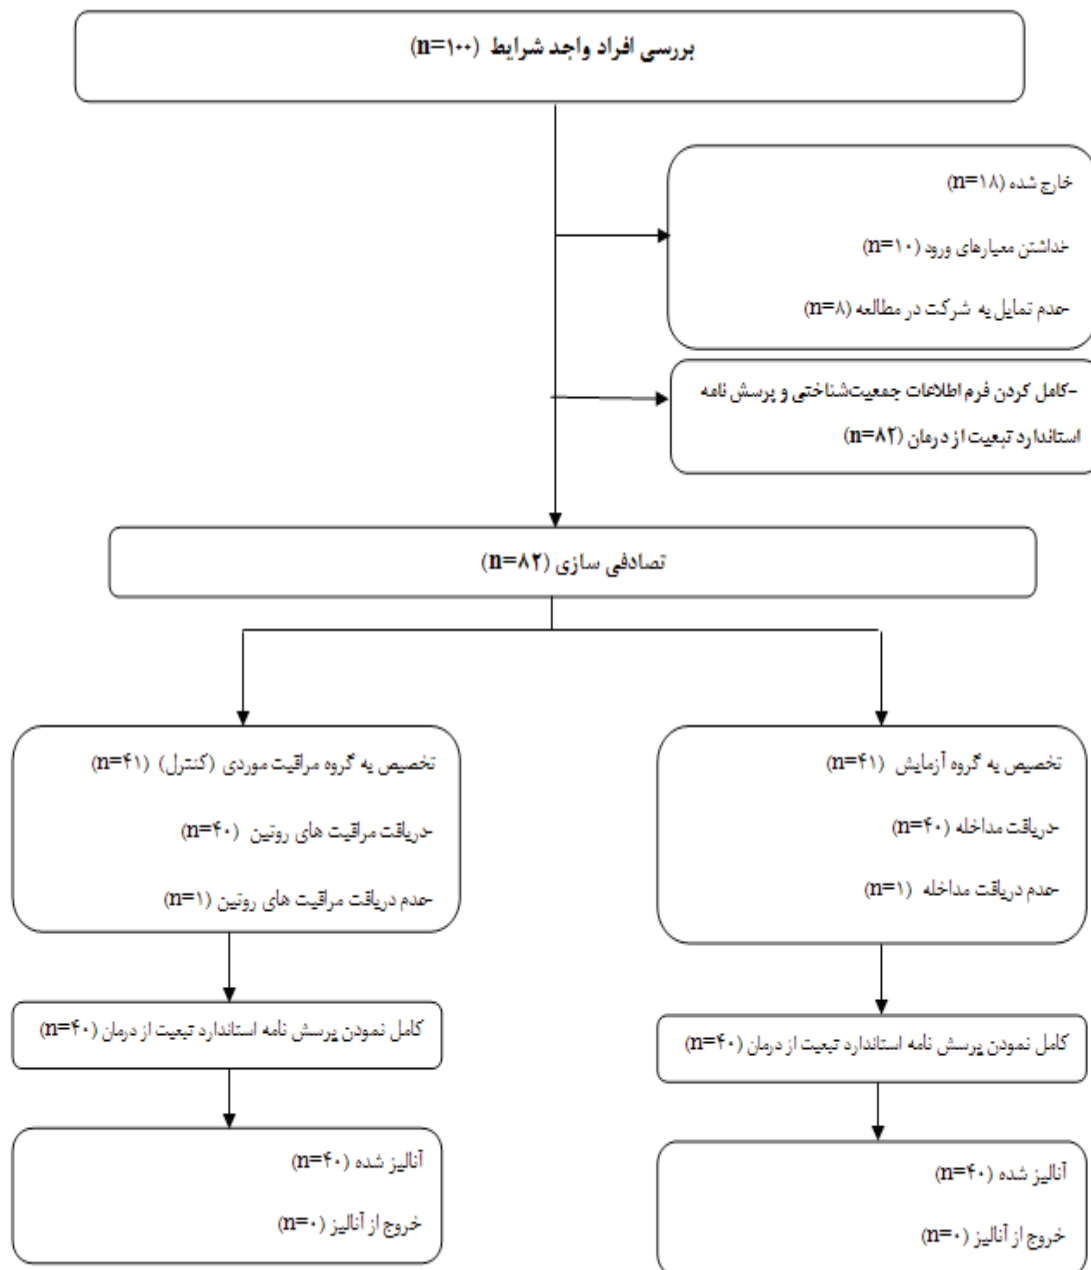 بررسی افراد واجد شرایط (n=۱۰۰)
خارج شده (n=۱۸)
خداشتن معیارهای ورود (n=۱۰)
-عدم تمایل به شرکت در مطالعه (n=۸)
-کامل کردن فرم اطلاعات جمعیت‌شناختی و پرسش نامه
استاندارد تبعیت از درمان (n=۸۲)
تصادفی سازی (n=۸۲)
تخصیص به گروه آزمایش (n=۴۱)
-دریافت مداخله (n=۴۰)
-عدم دریافت مداخله (n=۱)
تخصیص به گروه مراقبت موردی (کنترل) (n=۴۱)
-دریافت مراقبت های روتین (n=۴۰)
-عدم دریافت مراقبت های روتین (n=۱)
کامل نمودن پرسش نامه استاندارد تبعیت از درمان (n=۴۰)
کامل نمودن پرسش نامه استاندارد تبعیت از درمان (n=۴۰)
آنالیز شده (n=۴۰)
خروج از آنالیز (n=۰)
آنالیز شده (n=۴۰)
خروج از آنالیز (n=۰)